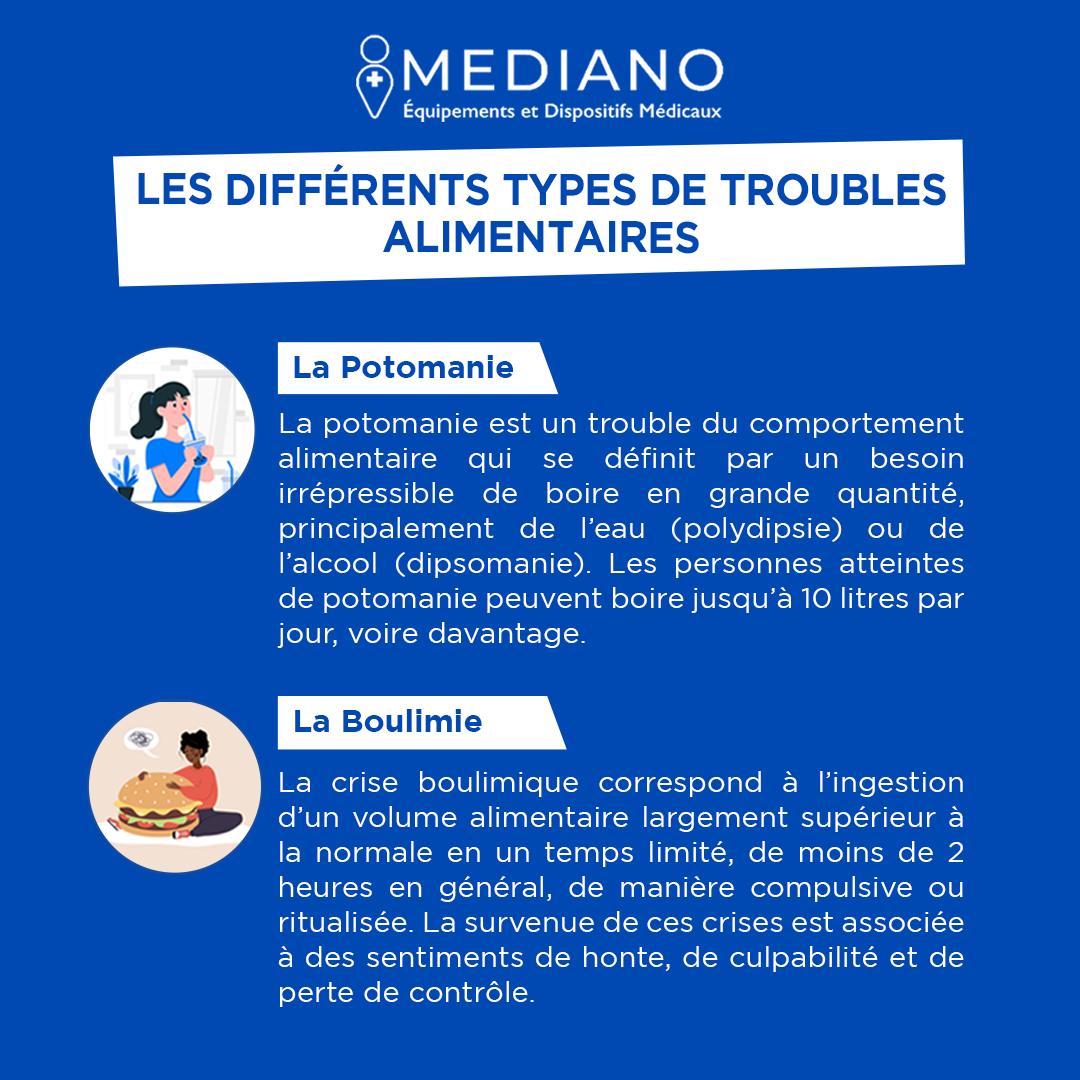 MEDIANO
Équipements et Dispositifs Médicaux
LES DIFFÉRENTS TYPES DE TROUBLES
ALIMENTAIRES
La Potomanie
La potomanie est un trouble du comportement
alimentaire qui se définit par un besoin
irrépressible de boire en grande quantité,
principalement de l’eau (polydipsie) ou de
l’alcool (dipsomanie). Les personnes atteintes
de potomanie peuvent boire jusqu’à 10 litres par
jour, voire davantage.
La Boulimie
La crise boulimique correspond à l’ingestion
d’un volume alimentaire largement supérieur à
la normale en un temps limité, de moins de 2
heures en général, de manière compulsive ou
ritualisée. La survenue de ces crises est associée
à des sentiments de honte, de culpabilité et de
perte de contrôle.